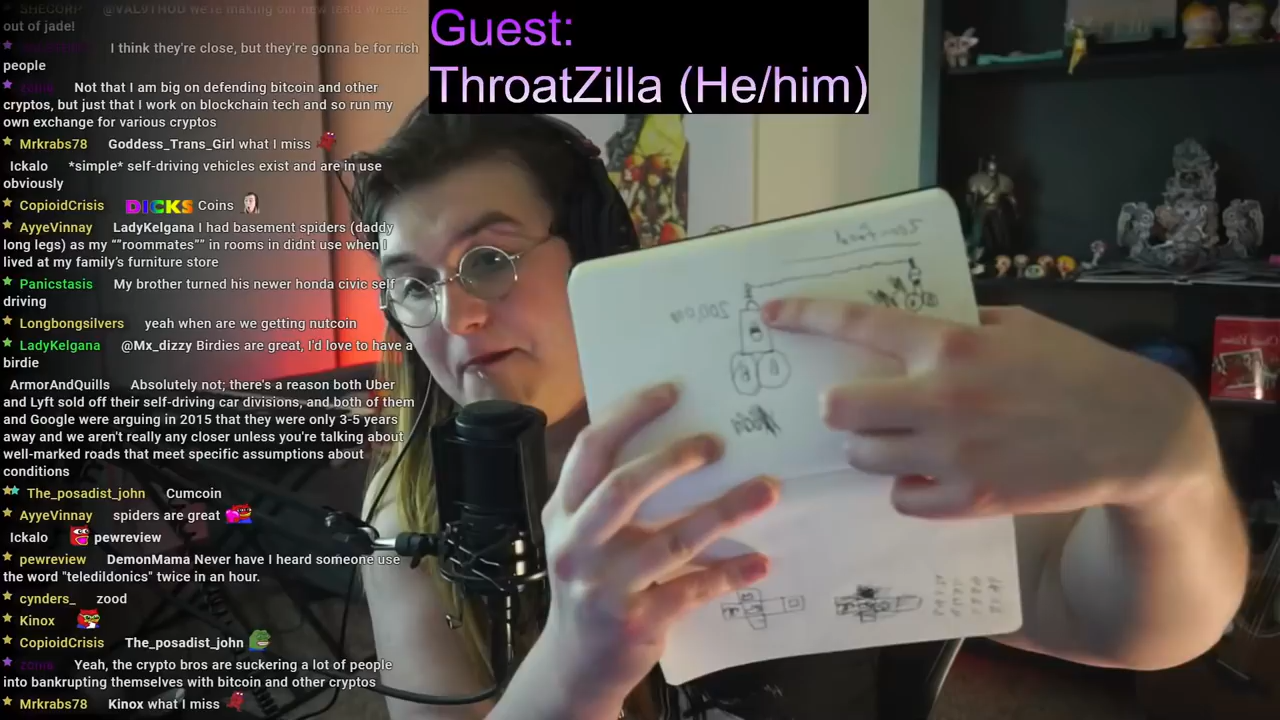 @VAL9THOU we're making our new tesla wheels
out of jade!
I think they're close, but they're gonna be for rich
people
Not that I am big on defending bitcoin and other
cryptos, but just that I work on blockchain tech and so run my
own exchange for various cryptos
Mrkrabs78 Goddess_Trans_Girl what I miss
Ickalo *simple* self-driving vehicles exist and are in use
obviously
CopioidCrisis DICKS Coins
AyyeVinnay LadyKelgana I had basement spiders (daddy
long legs) as my “”roommates”” in rooms in didnt use when I
lived at my family’s furniture store
Panicstasis My brother turned his newer honda civic self
driving
Longbongsilvers yeah when are we getting nutcoin
LadyKelgana @Mx_dizzy Birdies are great, I'd love to have a
birdie
ArmorAndQuills Absolutely not; there's a reason both Uber
and Lyft sold off their self-driving car divisions, and both of them
and Google were arguing in 2015 that they were only 3-5 years
away and we aren't really any closer unless you're talking about
well-marked roads that meet specific assumptions about
conditions
The_posadist_john Cumcoin
AyyeVinnay spiders are great
Ickalo pewreview
pewreview DemonMama Never have I heard someone use
the word "teledildonics" twice in an hour.
cynders_ zood
Kinox
CopioidCrisis The_posadist_john
zonia Yeah, the crypto bros are suckering a lot of people
into bankrupting themselves with bitcoin and other cryptos
Mrkrabs78 Kinox what I miss
Guest:
ThroatZilla (He/him)